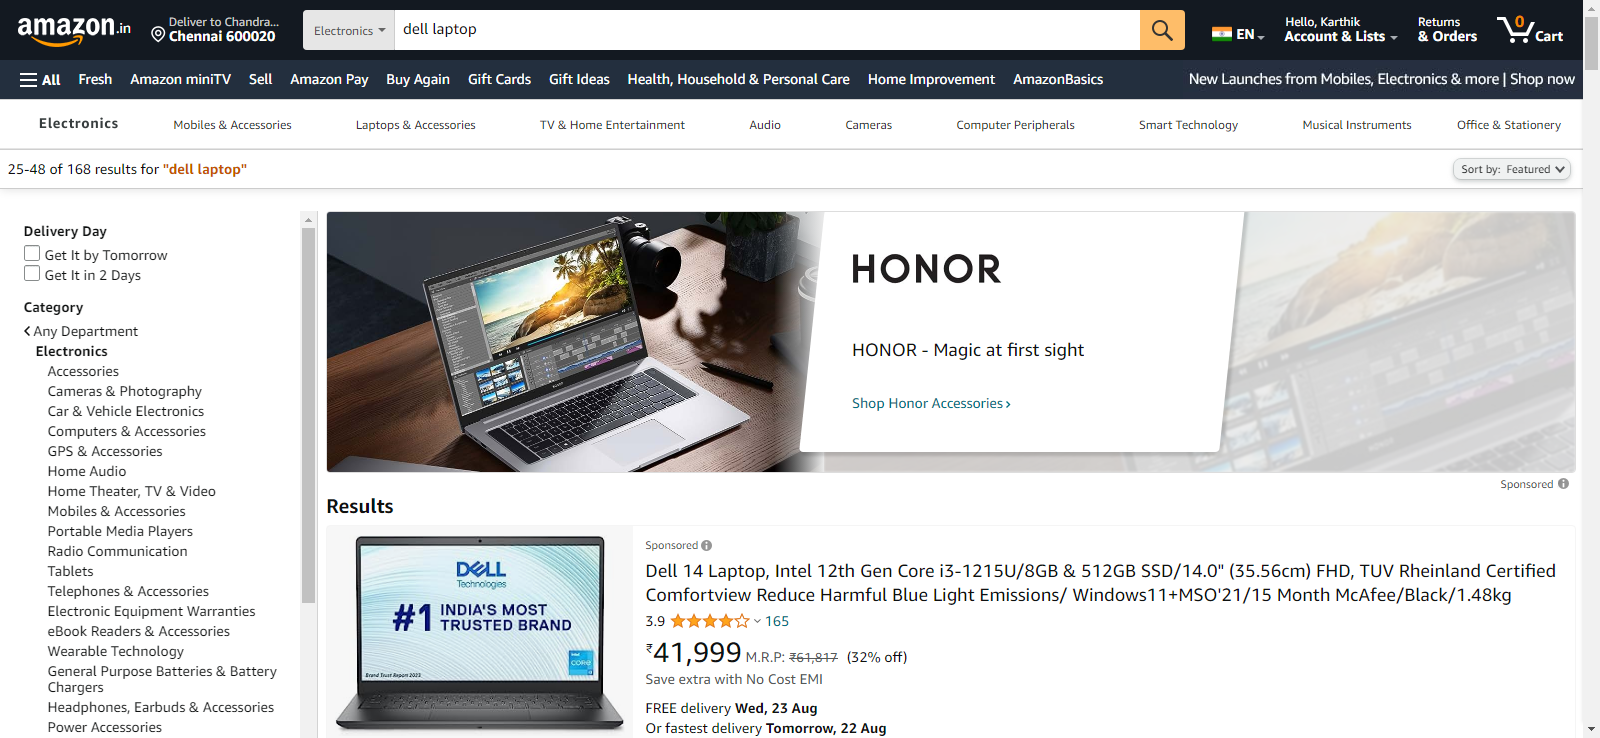 amazon.in
Deliver to Chandra...
Chennai 600020
Electronics
dell laptop
EN
Hello, Karthik
Account & Lists
Returns
& Orders
0
Cart
All
Fresh
Amazon miniTV
Sell
Amazon Pay
Buy Again
Gift Cards
Gift Ideas
Health, Household & Personal Care
Home Improvement
AmazonBasics
New Launches from Mobiles, Electronics & more | Shop now
Electronics
Mobiles & Accessories
Laptops & Accessories
TV & Home Entertainment
Audio
Cameras
Computer Peripherals
Smart Technology
Musical Instruments
Office & Stationery
25-48 of 168 results for "dell laptop"
Sort by: Featured
Delivery Day
Get It by Tomorrow
Get It in 2 Days
Category
Any Department
Electronics
Accessories
Cameras & Photography
Car & Vehicle Electronics
Computers & Accessories
GPS & Accessories
Home Audio
Home Theater, TV & Video
Mobiles & Accessories
Portable Media Players
Radio Communication
Tablets
Telephones & Accessories
Electronic Equipment Warranties
eBook Readers & Accessories
Wearable Technology
General Purpose Batteries & Battery
Chargers
Headphones, Earbuds & Accessories
Power Accessories
HONOR
HONOR - Magic at first sight
Shop Honor Accessories ›
Sponsored
Results
DELL
Technologies
#1 INDIA'S MOST
TRUSTED BRAND
Brand Trust Report 2023
intel
CORE
i3
Sponsored
Dell 14 Laptop, Intel 12th Gen Core i3-1215U/8GB & 512GB SSD/14.0" (35.56cm) FHD, TUV Rheinland Certified
Comfortview Reduce Harmful Blue Light Emissions/ Windows11+MSO'21/15 Month McAfee/Black/1.48kg
3.9
165
₹41,999 M.R.P: ₹61,817 (32% off)
Save extra with No Cost EMI
FREE delivery Wed, 23 Aug
Or fastest delivery Tomorrow, 22 Aug